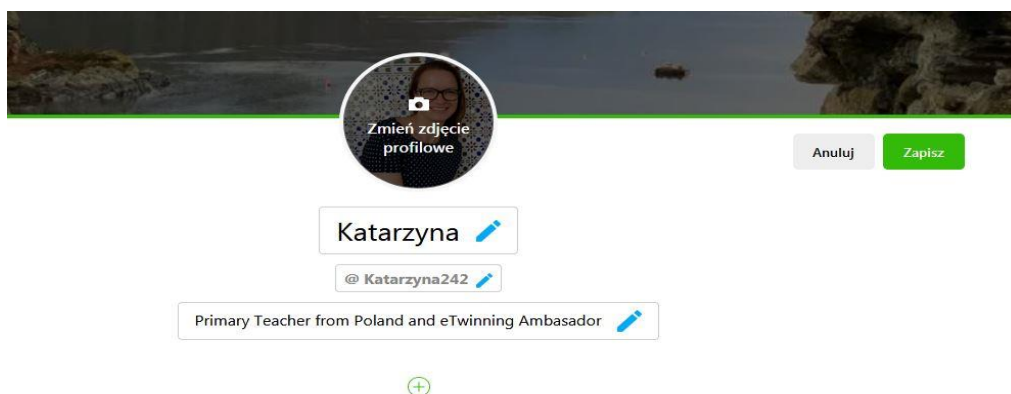 Zmień zdjęcie
profilowe
Anuluj
Zapisz
Katarzyna
@ Katarzyna242
Primary Teacher from Poland and eTwinning Ambasador